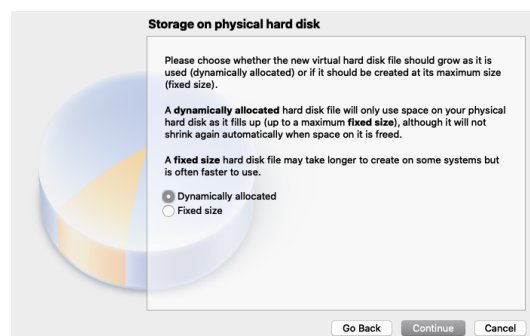 Storage on physical hard disk
Please choose whether the new virtual hard disk file should grow as it is
used (dynamically allocated) or if it should be created at its maximum size
(fixed size).
A dynamically allocated hard disk file will only use space on your physical
hard disk as it fills up (up to a maximum fixed size), although it will not
shrink again automatically when space on it is freed.
A fixed size hard disk file may take longer to create on some systems but
is often faster to use.
Dynamically allocated
Fixed size
Go Back Continue Cancel